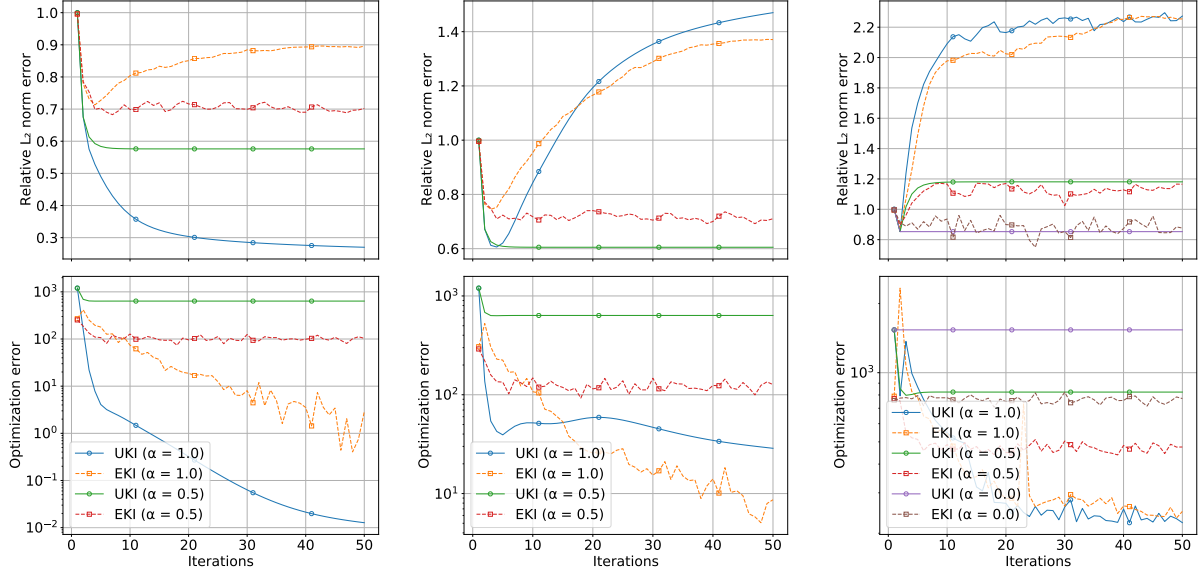 1.0
0.9
0.8
0.7
0.6
0.5
0.4
0.3
Relative L₂ norm error
1.4
1.2
1.0
0.8
0.6
Relative L₂ norm error
2.2
2.0
1.8
1.6
1.4
1.2
1.0
0.8
Relative L₂ norm error
10³
10²
10¹
10⁰
10⁻¹
10⁻²
Optimization error
UKI (α = 1.0)
EKI (α = 1.0)
UKI (α = 0.5)
EKI (α = 0.5)
0 10 20 30 40 50
Iterations
10³
10²
10¹
Optimization error
UKI (α = 1.0)
EKI (α = 1.0)
UKI (α = 0.5)
EKI (α = 0.5)
0 10 20 30 40 50
Iterations
10³
Optimization error
UKI (α = 1.0)
EKI (α = 1.0)
UKI (α = 0.5)
EKI (α = 0.5)
UKI (α = 0.0)
EKI (α = 0.0)
0 10 20 30 40 50
Iterations